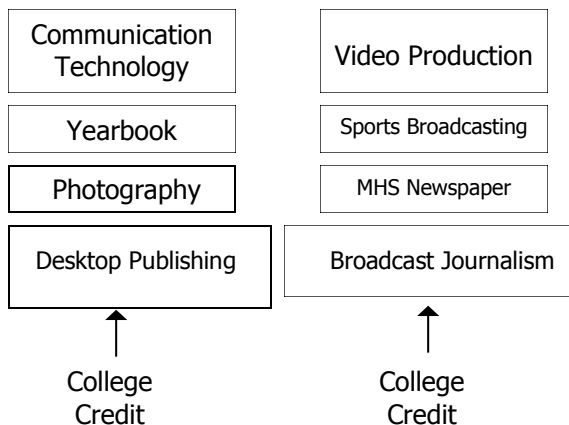 Communication
Technology
Yearbook
Photography
Desktop Publishing
College
Credit
Video Production
Sports Broadcasting
MHS Newspaper
Broadcast Journalism
College
Credit